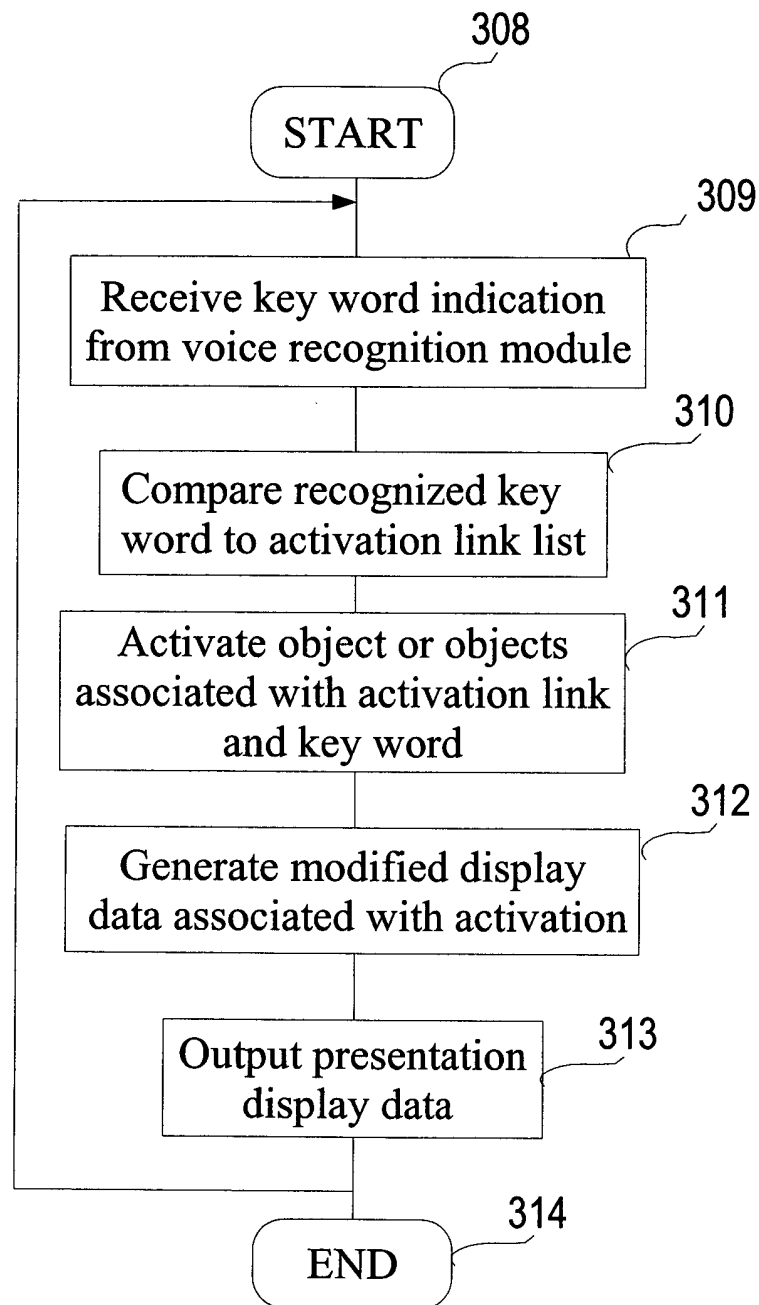 308
START
309
Receive key word indication
from voice recognition module
310
Compare recognized key
word to activation link list
311
Activate object or objects
associated with activation link
and key word
312
Generate modified display
data associated with activation
313
Output presentation
display data
314
END